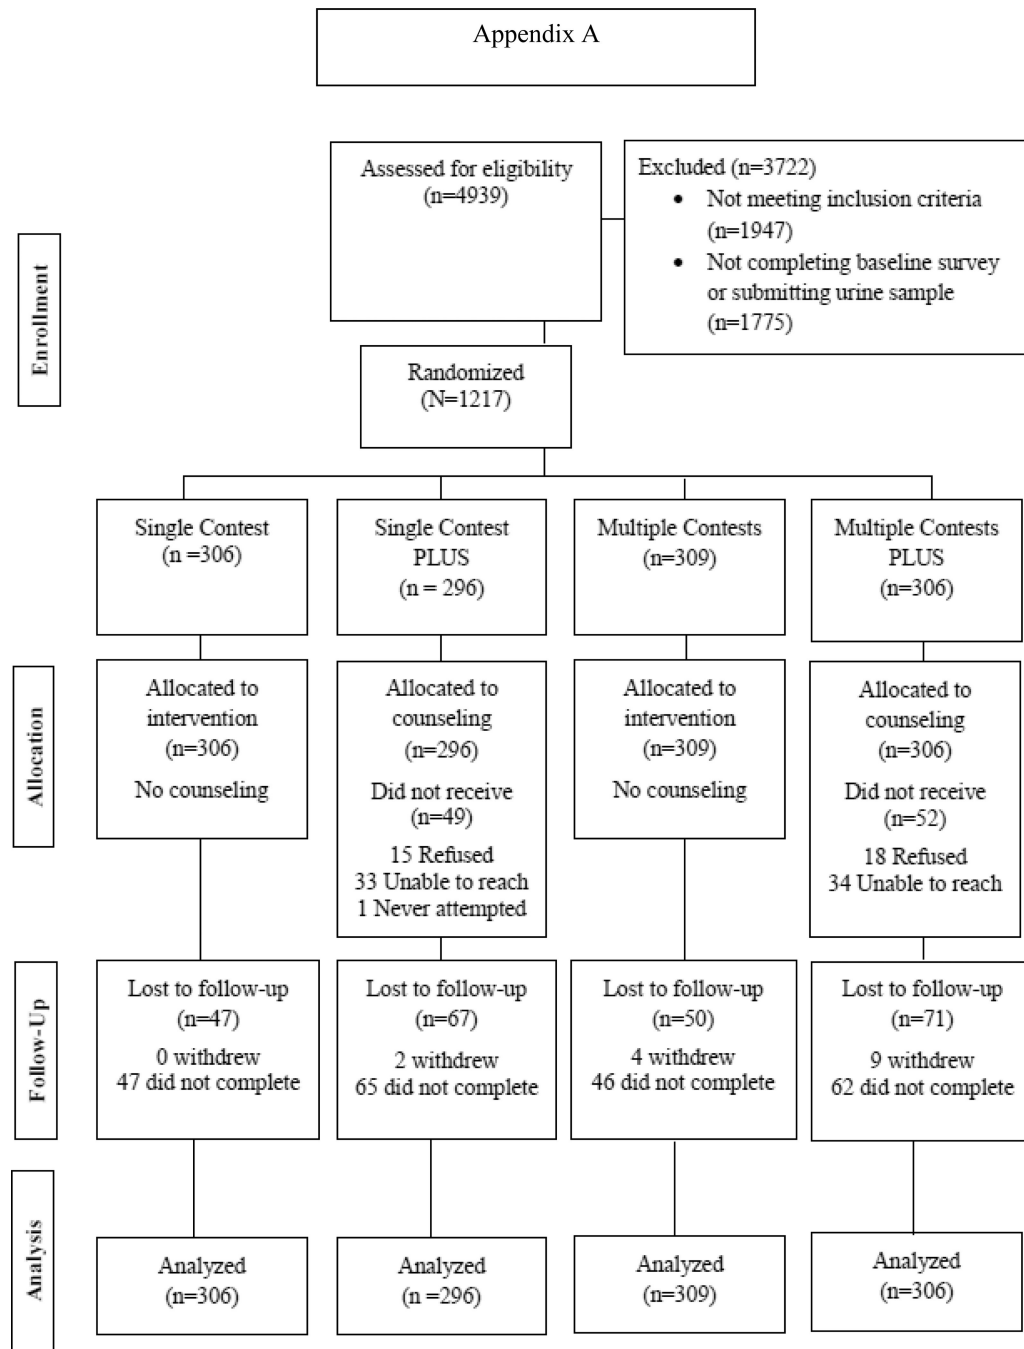 Appendix A
Assessed for eligibility
(n=4939)
Excluded (n=3722)
• Not meeting inclusion criteria
(n=1947)
• Not completing baseline survey
or submitting urine sample
(n=1775)
Enrollment
Randomized
(N=1217)
Single Contest
(n =306)
Single Contest
PLUS
(n = 296)
Multiple Contests
(n=309)
Multiple Contests
PLUS
(n=306)
Allocation
Allocated to
intervention
(n=306)
No counseling
Allocated to
counseling
(n=296)
Did not receive
(n=49)
15 Refused
33 Unable to reach
1 Never attempted
Allocated to
intervention
(n=309)
No counseling
Allocated to
counseling
(n=306)
Did not receive
(n=52)
18 Refused
34 Unable to reach
Follow-Up
Lost to follow-up
(n=47)
0 withdrew
47 did not complete
Lost to follow-up
(n=67)
2 withdrew
65 did not complete
Lost to follow-up
(n=50)
4 withdrew
46 did not complete
Lost to follow-up
(n=71)
9 withdrew
62 did not complete
Analysis
Analyzed
(n=306)
Analyzed
(n =296)
Analyzed
(n=309)
Analyzed
(n=306)